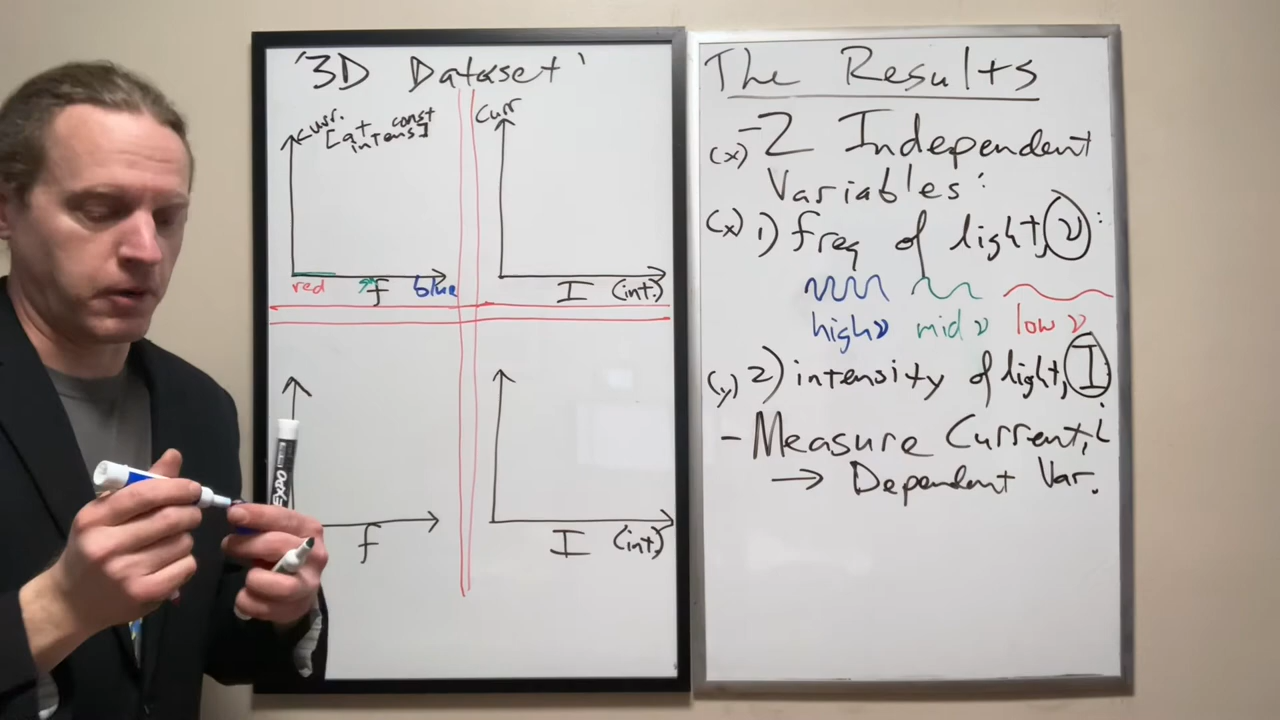 '3D Dataset'
Curr.
[at const
intens]
red
f
blue
Curr
I (int.)
f
I (int.)
EXPO
The Results
(x) - 2 Independent
Variables:
(x) 1) freq of light, ν:
high ν mid ν low ν
(y) 2) intensity of light, I
- Measure Current, i
→ Dependent Var.